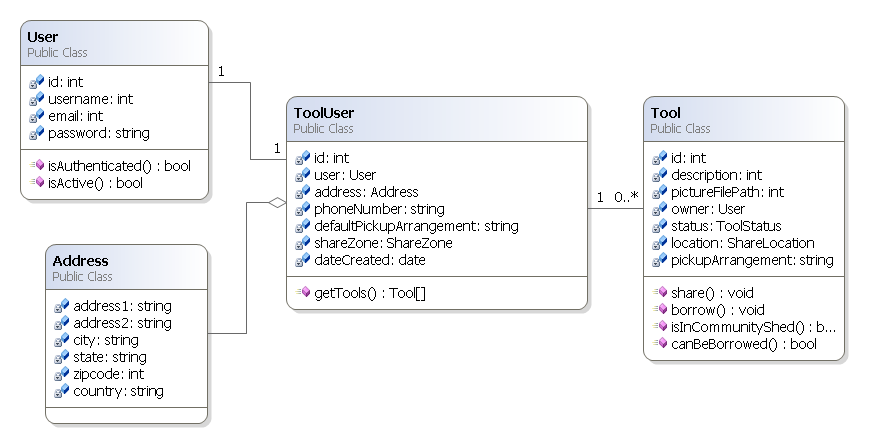 User
Public Class
id: int
username: int
email: int
password: string
isAuthenticated() : bool
isActive() : bool
1
1
ToolUser
Public Class
id: int
user: User
address: Address
phoneNumber: string
defaultPickupArrangement: string
shareZone: ShareZone
dateCreated: date
getTools() : Tool[]
1 0..*
Tool
Public Class
id: int
description: int
pictureFilePath: int
owner: User
status: ToolStatus
location: ShareLocation
pickupArrangement: string
share() : void
borrow() : void
isInCommunityShed() : b...
canBeBorrowed() : bool
Address
Public Class
address1: string
address2: string
city: string
state: string
zipcode: int
country: string